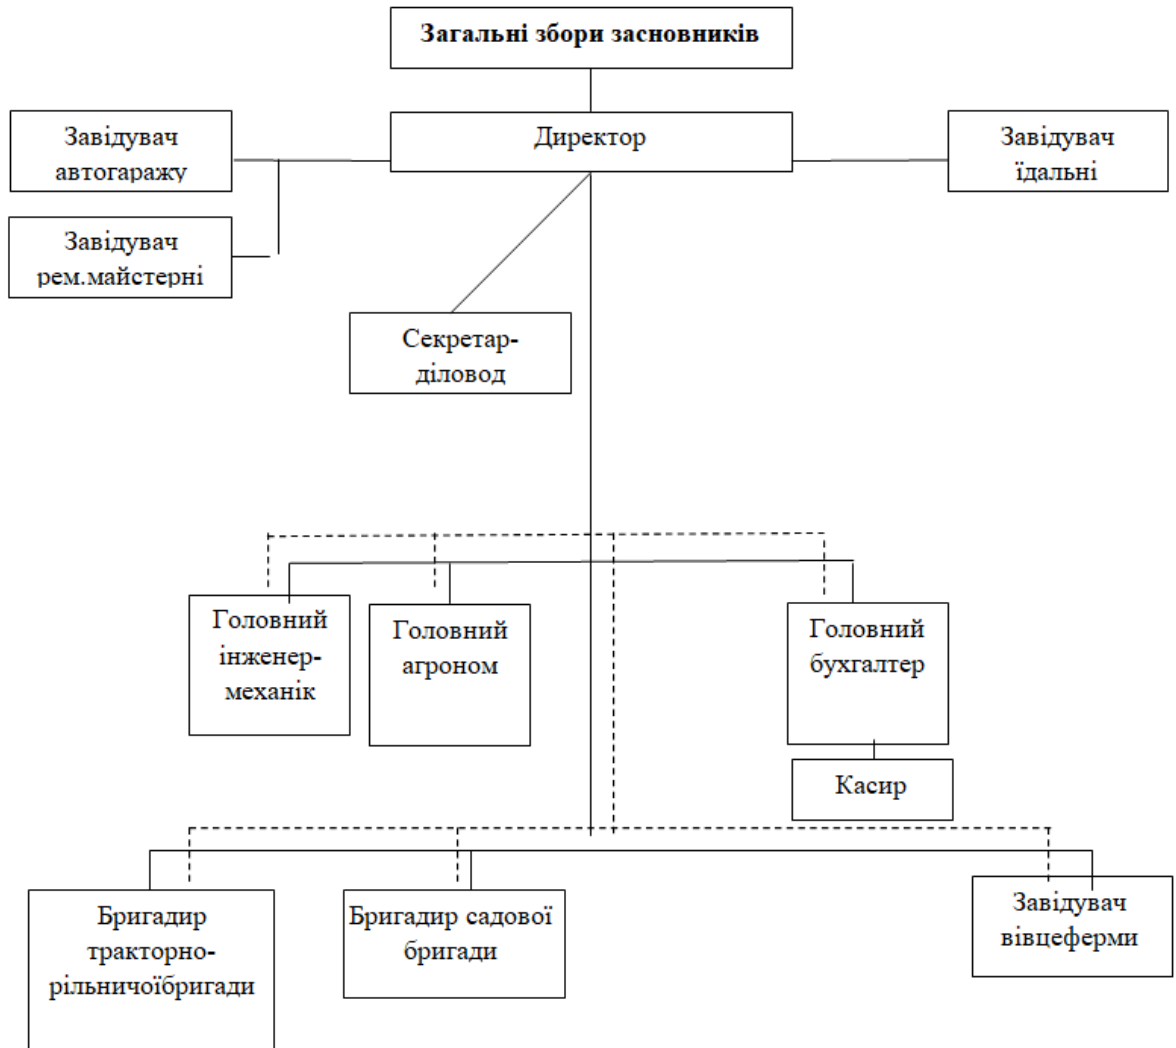 Загальні збори засновників
Завідувач
автогаражу
Директор
Завідувач
їдальні
Завідувач
рем.майстерні
Секретар-
діловод
Головний
інженер-
механік
Головний
агроном
Головний
бухгалтер
Касир
Бригадир
тракторно-
рільничоїбригади
Бригадир садової
бригади
Завідувач
вівцеферми